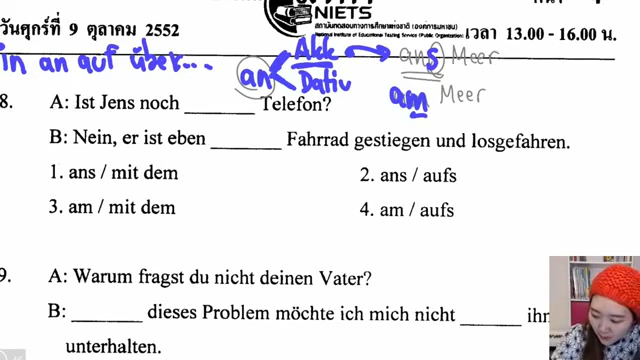 NIETS
สถาบันทดสอบทางการศึกษาแห่งชาติ (องค์การมหาชน)
National Institute of Educational Testing Service (Public Organization)
วันศุกร์ที่ 9 ตุลาคม 2552
เวลา 13.00 - 16.00 น.
in an auf über...
an
Akk
Dativ
ans Meer
am Meer
8. A: Ist Jens noch _______ Telefon?
B: Nein, er ist eben _______ Fahrrad gestiegen und losgefahren.
1. ans / mit dem
2. ans / aufs
3. am / mit dem
4. am / aufs
9. A: Warum fragst du nicht deinen Vater?
B: _______ dieses Problem möchte ich mich nicht _______ ih
unterhalten.